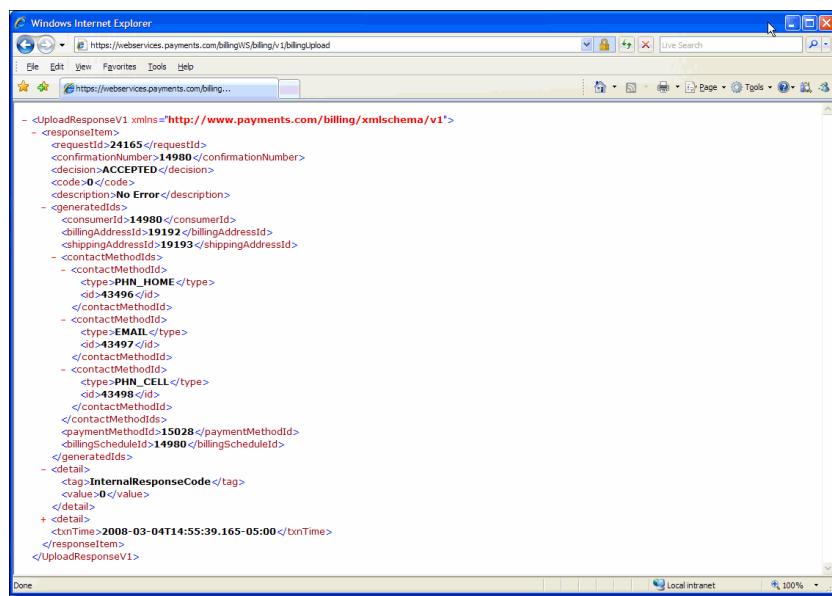 Windows Internet Explorer
https://webservices.payments.com/billingWS/billing/v1/billingUpload
Live Search
File Edit View Favorites Tools Help
https://webservices.payments.com/billing...
Page Tools
- <UploadResponseV1 xmlns="http://www.payments.com/billing/xmlschema/v1">
- <responseItem>
<requestId>24165</requestId>
<confirmationNumber>14980</confirmationNumber>
<decision>ACCEPTED</decision>
<code>0</code>
<description>No Error</description>
- <generatedIds>
<consumerId>14980</consumerId>
<billingAddressId>19192</billingAddressId>
<shippingAddressId>19193</shippingAddressId>
- <contactMethodIds>
- <contactMethodId>
<type>PHN_HOME</type>
<id>43496</id>
</contactMethodId>
- <contactMethodId>
<type>EMAIL</type>
<id>43497</id>
</contactMethodId>
- <contactMethodId>
<type>PHN_CELL</type>
<id>43498</id>
</contactMethodId>
</contactMethodIds>
<paymentMethodId>15028</paymentMethodId>
<billingScheduleId>14980</billingScheduleId>
</generatedIds>
- <detail>
<tag>InternalResponseCode</tag>
<value>0</value>
</detail>
+ <detail>
<txnTime>2008-03-04T14:55:39.165-05:00</txnTime>
</responseItem>
</UploadResponseV1>
Done Local intranet 100%